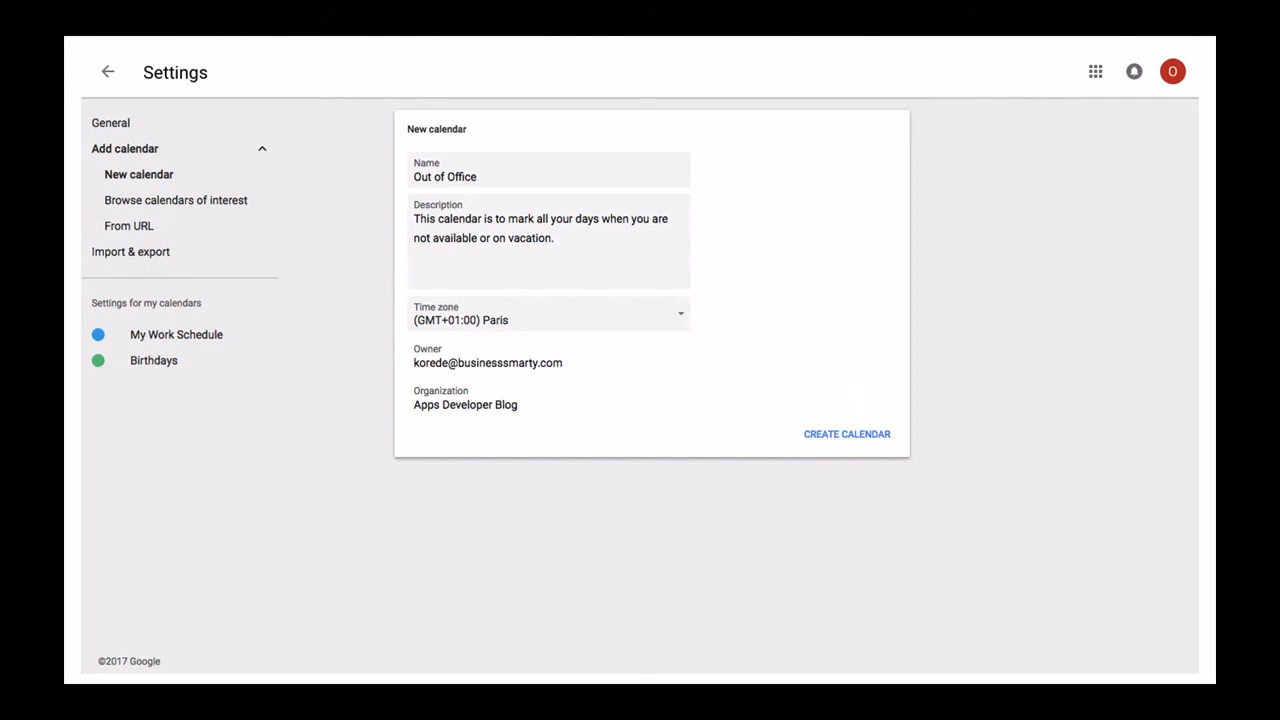 Settings
O
General
Add calendar
New calendar
Browse calendars of interest
From URL
Import & export
Settings for my calendars
My Work Schedule
Birthdays
©2017 Google
New calendar
Name
Out of Office
Description
This calendar is to mark all your days when you are
not available or on vacation.
Time zone
(GMT+01:00) Paris
Owner
korede@businesssmarty.com
Organization
Apps Developer Blog
CREATE CALENDAR